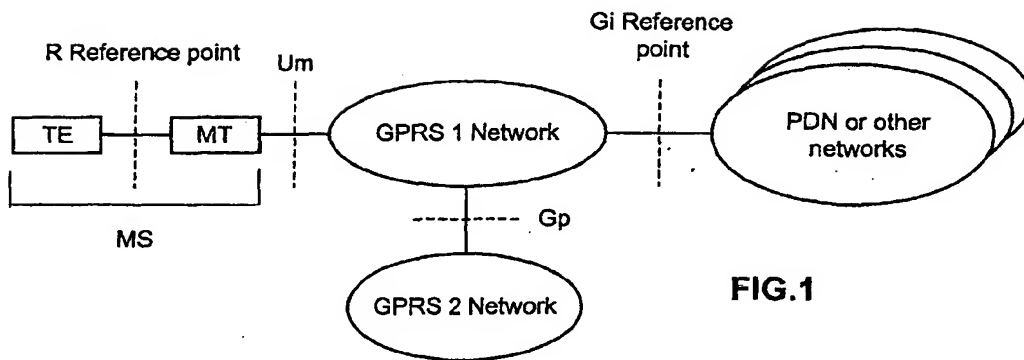 Gi Reference
point
R Reference point
Um
TE
MT
GPRS 1 Network
PDN or other
networks
MS
Gp
GPRS 2 Network
FIG.1